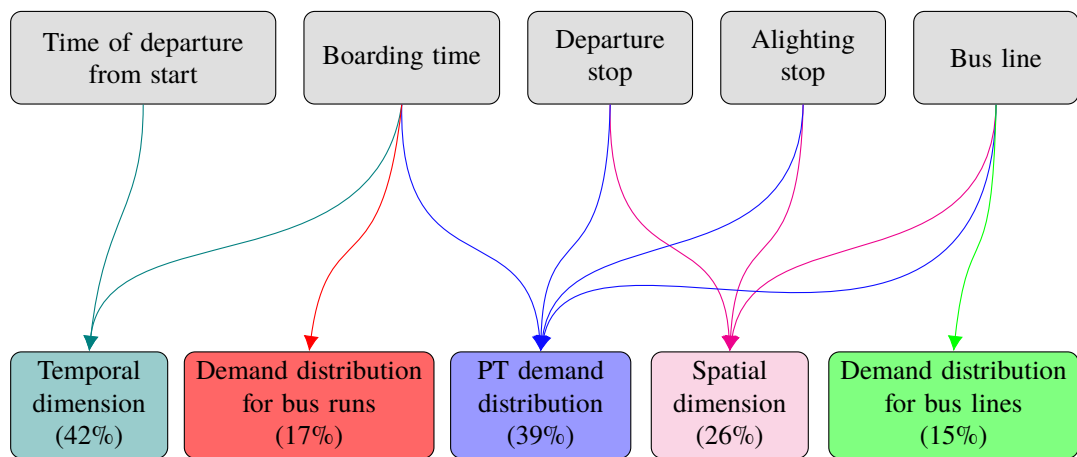 Time of departure
from start
Boarding time
Departure
stop
Alighting
stop
Bus line
Temporal
dimension
(42%)
Demand distribution
for bus runs
(17%)
PT demand
distribution
(39%)
Spatial
dimension
(26%)
Demand distribution
for bus lines
(15%)